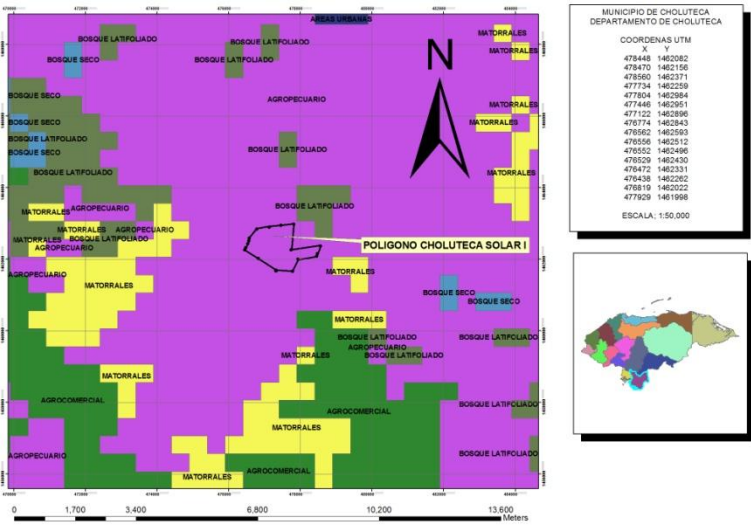 AREAS URBANAS
BOSQUE LATIFOLIADO
MATORRALES
BOSQUE LATIFOLIADO
N
MATORRALES
BOSQUE SECO
BOSQUE LATIFOLIADO
BOSQUE SECO
AGROPECUARIO
MATORRALES
MATORRALES
BOSQUE LATIFOLIADO
BOSQUE SECO
BOSQUE LATIFOLIADO
BOSQUE LATIFOLIADO
MATORRALES
BOSQUE LATIFOLIADO
MATORRALES
AGROPECUARIO
MATORRALES
AGROPECUARIO
MATORRALES
BOSQUE LATIFOLIADO
AGROPECUARIO
POLIGONO CHOLUTECA SOLAR I
AGROPECUARIO
MATORRALES
MATORRALES
BOSQUE SECO
BOSQUE SECO
MATORRALES
BOSQUE LATIFOLIADO
BOSQUE LATIFOLIADO
AGROPECUARIO
MATORRALES
BOSQUE LATIFOLIADO
MATORRALES
AGROCOMERCIAL
BOSQUE LATIFOLIADO
AGROCOMERCIAL
MATORRALES
AGROPECUARIO
BOSQUE LATIFOLIADO
AGROCOMERCIAL
MATORRALES
0 1,700 3,400 6,800 10,200 13,600
Meters
MUNICIPIO DE CHOLUTECA
DEPARTAMENTO DE CHOLUTECA
COORDENAS UTM
X Y
478448 1462082
478470 1462156
478560 1462371
477734 1462259
477804 1462984
477446 1462951
477122 1462896
476774 1462843
476562 1462593
476556 1462512
476552 1462496
476529 1462430
476472 1462331
476438 1462262
476819 1462022
477929 1461998
ESCALA; 1:50,000